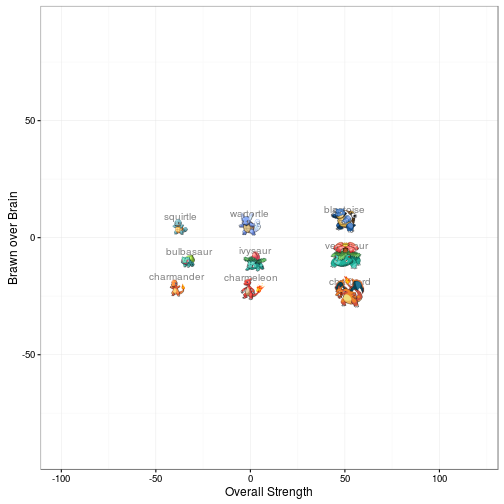 Brawn over Brain
50
0
-50
squirtle
wartortle
blastoise
bulbasaur
ivysaur
venusaur
charmander
charmeleon
charizard
-100
-50
0
50
100
Overall Strength